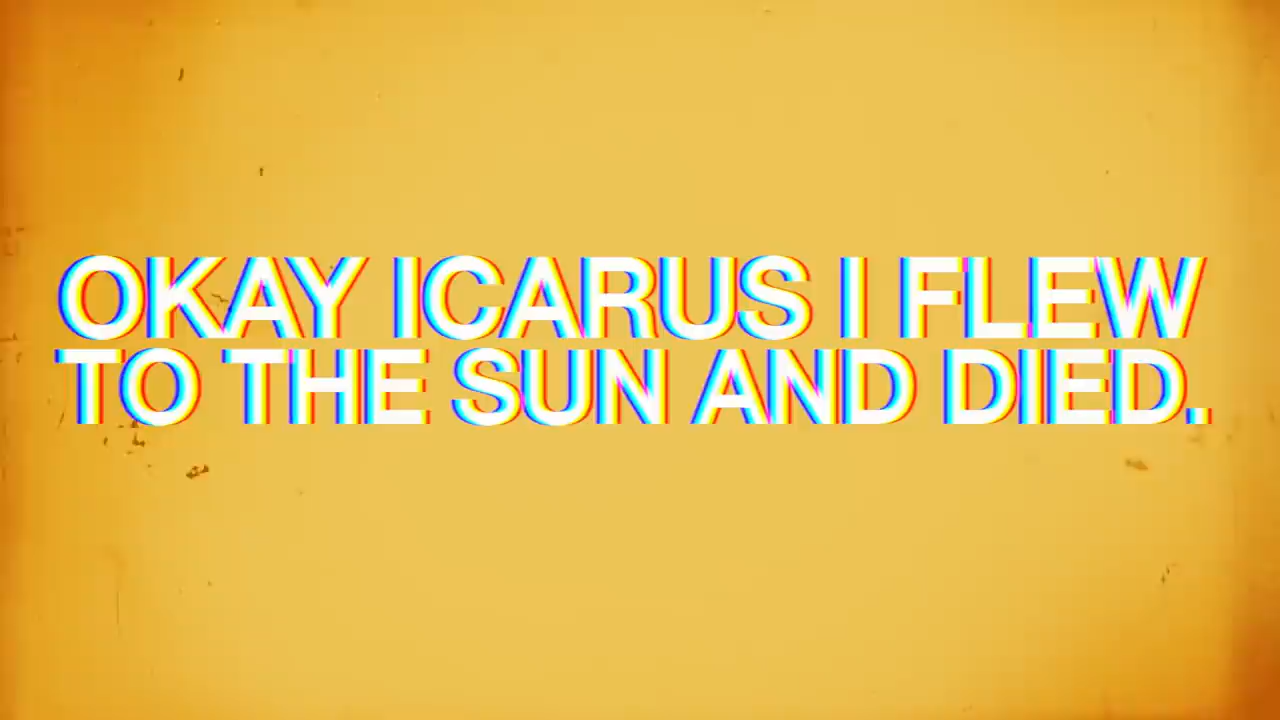 OKAY ICARUS I FLEW
TO THE SUN AND DIED.